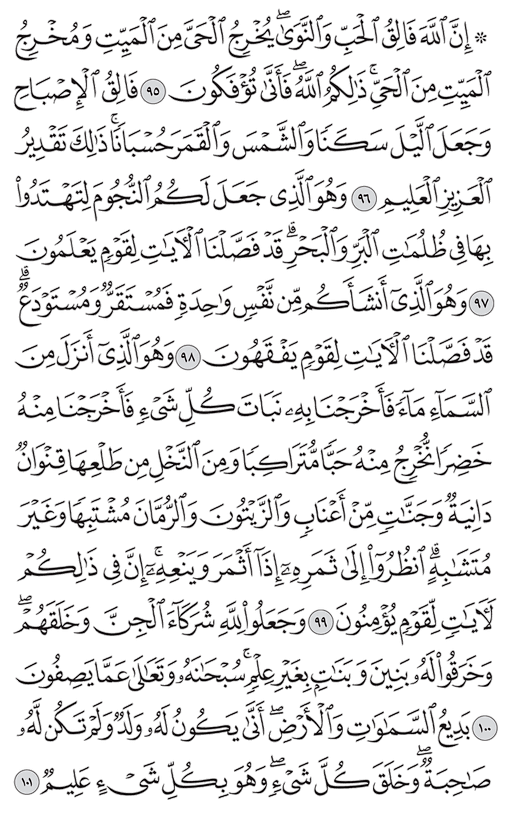 ۞ إِنَّ ٱللَّهَ فَالِقُ ٱلْحَبِّ وَٱلنَّوَىٰۖ يُخْرِجُ ٱلْحَيَّ مِنَ ٱلْمَيِّتِ وَمُخْرِجُ
ٱلْمَيِّتِ مِنَ ٱلْحَيِّۚ ذَٰلِكُمُ ٱللَّهُۖ فَأَنَّىٰ تُؤْفَكُونَ ٩٥ فَالِقُ ٱلْإِصْبَاحِ
وَجَعَلَ ٱلَّيْلَ سَكَنًا وَٱلشَّمْسَ وَٱلْقَمَرَ حُسْبَانًاۚ ذَٰلِكَ تَقْدِيرُ
ٱلْعَزِيزِ ٱلْعَلِيمِ ٩٦ وَهُوَ ٱلَّذِى جَعَلَ لَكُمُ ٱلنُّجُومَ لِتَهْتَدُوا۟
بِهَا فِى ظُلُمَٰتِ ٱلْبَرِّ وَٱلْبَحْرِۗ قَدْ فَصَّلْنَا ٱلْءَايَٰتِ لِقَوْمٍ يَعْلَمُونَ
٩٧ وَهُوَ ٱلَّذِىٓ أَنشَأَكُم مِّن نَّفْسٍ وَٰحِدَةٍ فَمُسْتَقَرٌّ وَمُسْتَوْدَعٌۗ
قَدْ فَصَّلْنَا ٱلْءَايَٰتِ لِقَوْمٍ يَفْقَهُونَ ٩٨ وَهُوَ ٱلَّذِىٓ أَنزَلَ مِنَ
ٱلسَّمَآءِ مَآءً فَأَخْرَجْنَا بِهِۦ نَبَاتَ كُلِّ شَىْءٍ فَأَخْرَجْنَا مِنْهُ
خَضِرًا نُّخْرِجُ مِنْهُ حَبًّا مُّتَرَاكِبًا وَمِنَ ٱلنَّخْلِ مِن طَلْعِهَا قِنْوَانٌ
دَانِيَةٌ وَجَنَّٰتٍ مِّنْ أَعْنَابٍ وَٱلزَّيْتُونَ وَٱلرُّمَّانَ مُشْتَبِهًا وَغَيْرَ
مُتَشَٰبِهٍۗ ٱنظُرُوٓا۟ إِلَىٰ ثَمَرِهِۦٓ إِذَآ أَثْمَرَ وَيَنْعِهِۦٓۚ إِنَّ فِى ذَٰلِكُمْ
لَءَايَٰتٍ لِّقَوْمٍ يُؤْمِنُونَ ٩٩ وَجَعَلُوا۟ لِلَّهِ شُرَكَآءَ ٱلْجِنَّ وَخَلَقَهُمْۖ
وَخَرَقُوا۟ لَهُۥ بَنِينَ وَبَنَٰتٍۭ بِغَيْرِ عِلْمٍۚ سُبْحَٰنَهُۥ وَتَعَٰلَىٰ عَمَّا يَصِفُونَ
١٠٠ بَدِيعُ ٱلسَّمَٰوَٰتِ وَٱلْأَرْضِۖ أَنَّىٰ يَكُونُ لَهُۥ وَلَدٌ وَلَمْ تَكُن لَّهُۥ
صَٰحِبَةٌۖ وَخَلَقَ كُلَّ شَىْءٍۖ وَهُوَ بِكُلِّ شَىْءٍ عَلِيمٌ ١٠١